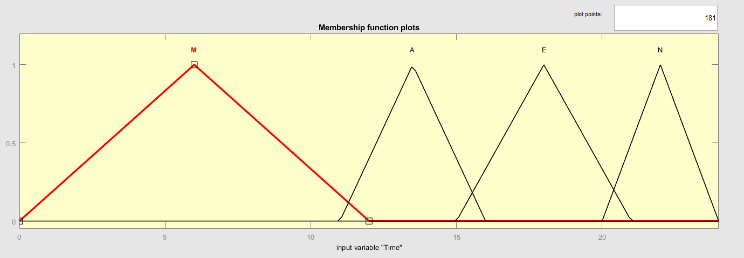 plot points:
181
Membership function plots
M A E N
1
0.5
0
0 5 10 15 20
input variable "Time"